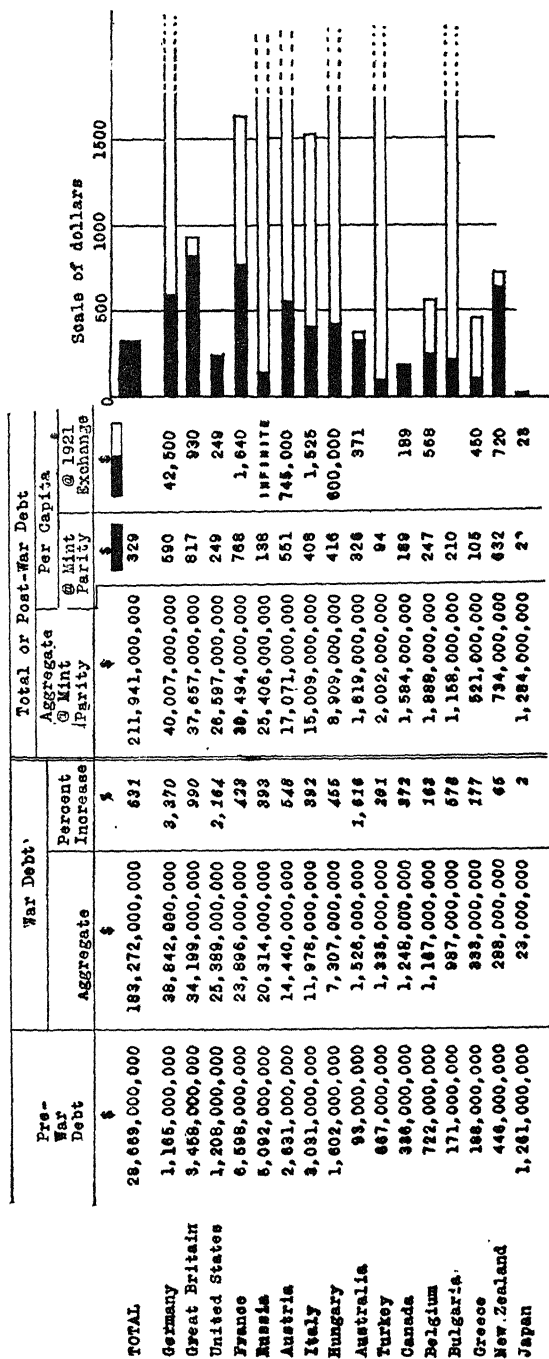 Pre-War Debt
War Debt
Total or Post-War Debt
Aggregate
Percent Increase
Aggregate @ Mint Parity
Per Capita
@ Mint Parity
@ 1921 Exchange
Scale of dollars
$ $ % $ $ $
0 500 1000 1500
TOTAL 28,669,000,000 183,272,000,000 631 211,941,000,000 329
Germany 1,165,000,000 38,842,000,000 3,370 40,007,000,000 590 42,500
Great Britain 3,458,000,000 34,199,000,000 990 37,657,000,000 817 930
United States 1,208,000,000 25,389,000,000 2,164 26,597,000,000 249 249
France 6,598,000,000 23,896,000,000 30,494,000,000 768 1,640
Russia 5,092,000,000 20,314,000,000 393 25,406,000,000 138 INFINITE
Austria 2,631,000,000 14,440,000,000 548 17,071,000,000 551 745,000
Italy 3,031,000,000 11,978,000,000 392 15,009,000,000 408 1,525
Hungary 1,602,000,000 7,307,000,000 455 8,909,000,000 416 600,000
Australia 93,000,000 1,526,000,000 1,616 1,619,000,000 326 371
Turkey 667,000,000 1,335,000,000 201 2,002,000,000 94
Canada 336,000,000 1,248,000,000 372 1,584,000,000 189 189
Belgium 722,000,000 1,167,000,000 163 1,888,000,000 247 568
Bulgaria 171,000,000 987,000,000 578 1,158,000,000 210
Greece 188,000,000 333,000,000 177 521,000,000 105 450
New Zealand 446,000,000 288,000,000 65 734,000,000 632 720
Japan 1,261,000,000 23,000,000 2 1,284,000,000